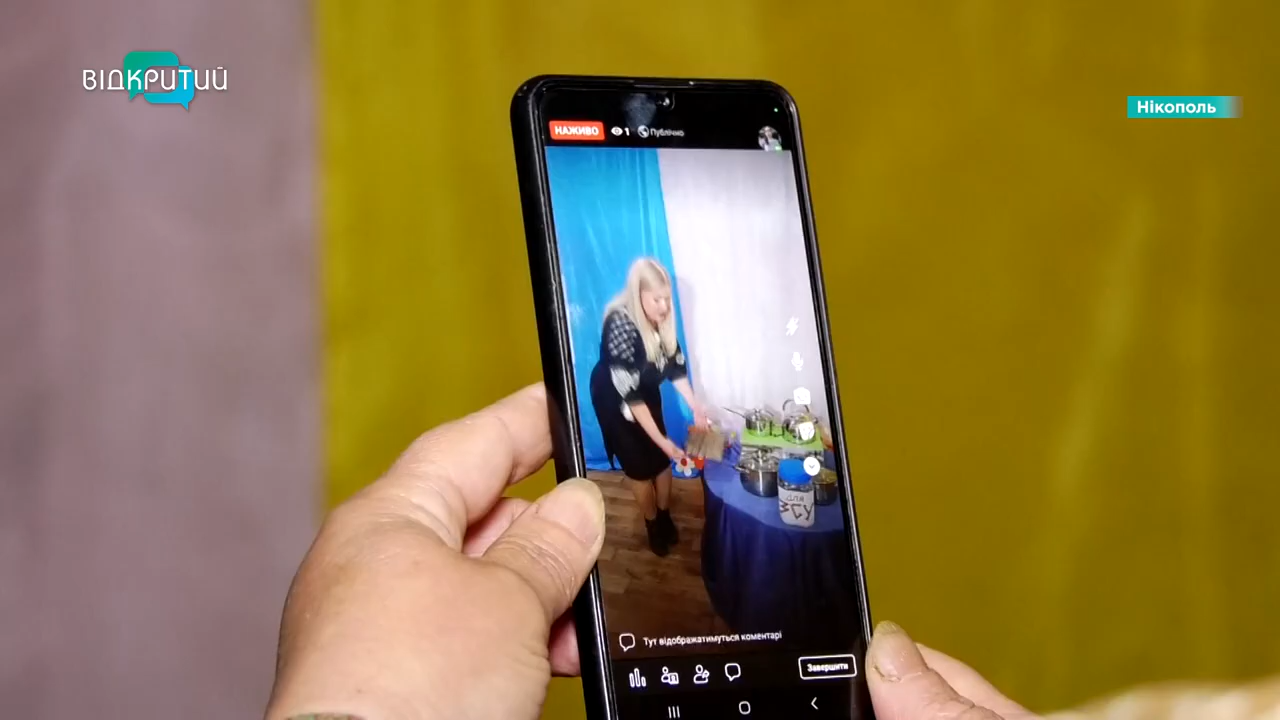 ВІДКРИТИЙ
Нікополь
НАЖИВО
1
Публічно
ДЛЯ
ЗСУ
Тут відображатимуться коментарі
Завершити